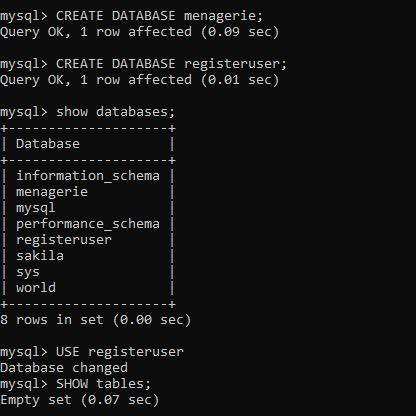 mysql> CREATE DATABASE menagerie;
Query OK, 1 row affected (0.09 sec)
mysql> CREATE DATABASE registeruser;
Query OK, 1 row affected (0.01 sec)
mysql> show databases;
+--------------------+
| Database           |
+--------------------+
| information_schema |
| menagerie          |
| mysql              |
| performance_schema |
| registeruser       |
| sakila             |
| sys                |
| world              |
+--------------------+
8 rows in set (0.00 sec)
mysql> USE registeruser
Database changed
mysql> SHOW tables;
Empty set (0.07 sec)